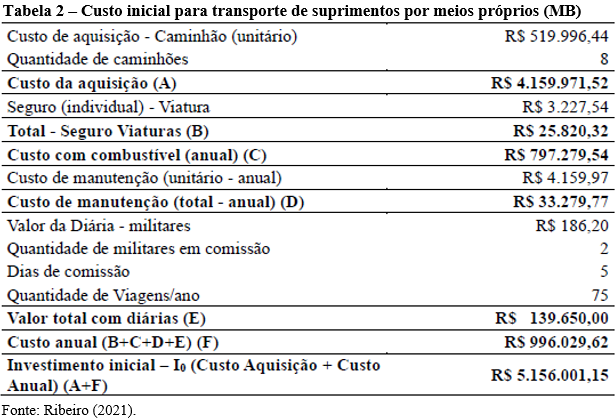 Tabela 2 – Custo inicial para transporte de suprimentos por meios próprios (MB)
Custo de aquisição - Caminhão (unitário) R$ 519.996,44
Quantidade de caminhões 8
Custo da aquisição (A) R$ 4.159.971,52
Seguro (individual) - Viatura R$ 3.227,54
Total - Seguro Viaturas (B) R$ 25.820,32
Custo com combustível (anual) (C) R$ 797.279,54
Custo de manutenção (unitário - anual) R$ 4.159,97
Custo de manutenção (total - anual) (D) R$ 33.279,77
Valor da Diária - militares R$ 186,20
Quantidade de militares em comissão 2
Dias de comissão 5
Quantidade de Viagens/ano 75
Valor total com diárias (E) R$ 139.650,00
Custo anual (B+C+D+E) (F) R$ 996.029,62
Investimento inicial – I₀ (Custo Aquisição + Custo
Anual) (A+F) R$ 5.156.001,15
Fonte: Ribeiro (2021).